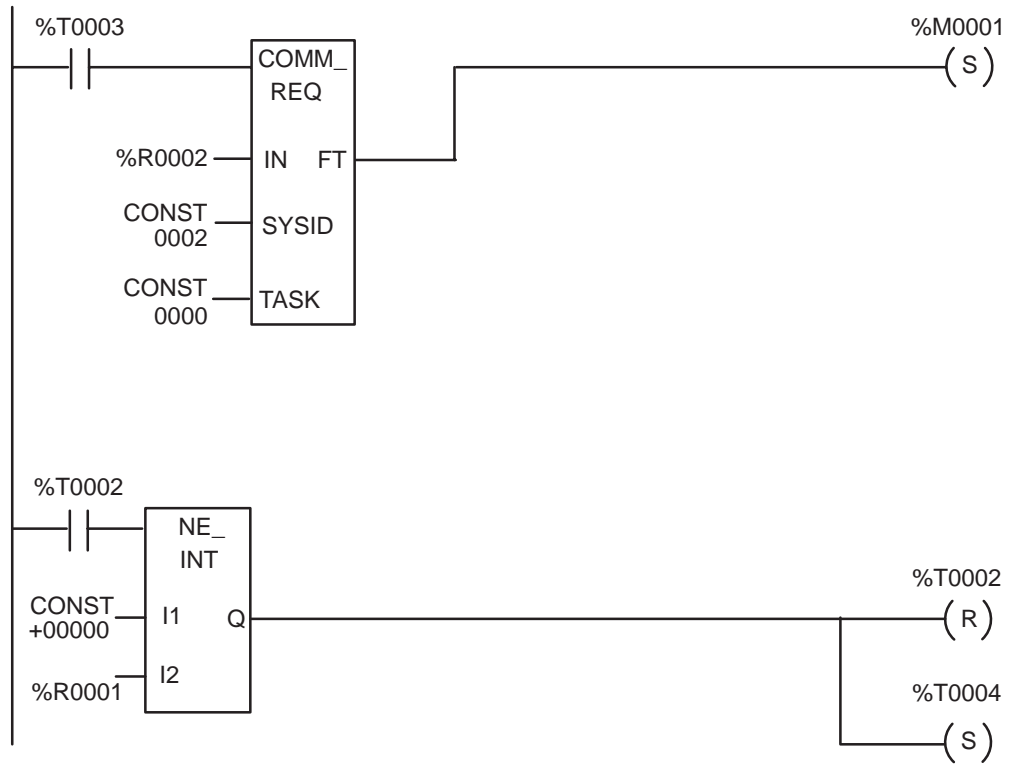 %T0003
%M0001
COMM_
REQ
(S)
%R0002
IN FT
CONST
0002
SYSID
CONST
0000
TASK
%T0002
NE_
INT
%T0002
CONST
+00000
I1
Q
(R)
%R0001
I2
%T0004
(S)